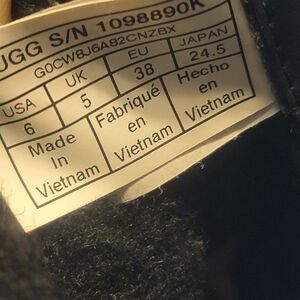 UGG S/N 1098890K
G0CW8J6A82CNZBX
USA UK EU JAPAN
6 5 38 24.5
Made Fabriqué Hecho
In en en
Vietnam Vietnam Vietnam